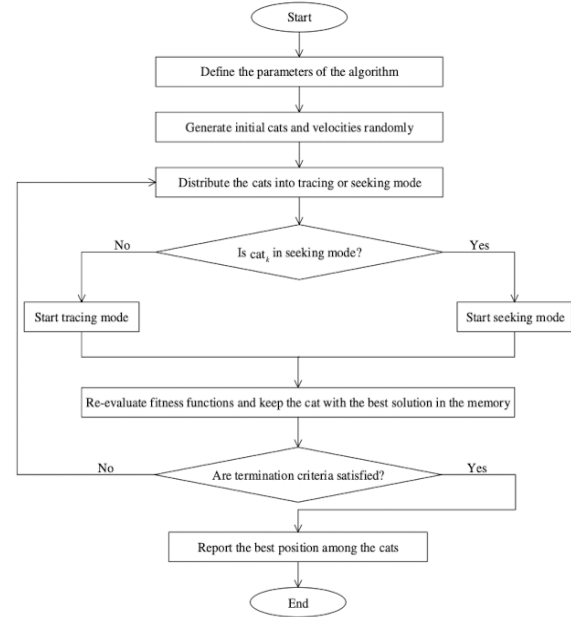 Start
Define the parameters of the algorithm
Generate initial cats and velocities randomly
Distribute the cats into tracing or seeking mode
No
Is cat_k in seeking mode?
Yes
Start tracing mode
Start seeking mode
Re-evaluate fitness functions and keep the cat with the best solution in the memory
No
Are termination criteria satisfied?
Yes
Report the best position among the cats
End